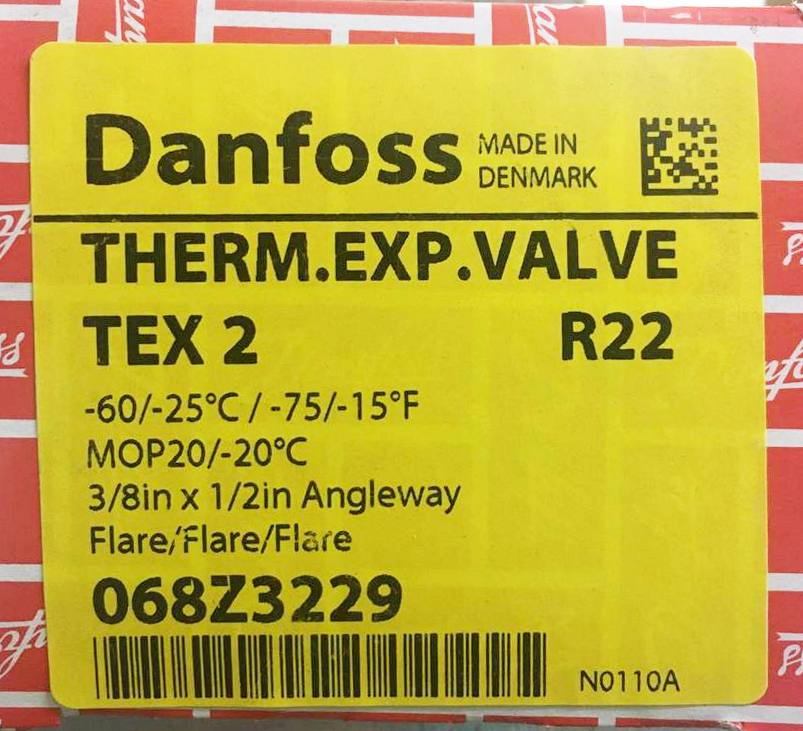 Danfoss MADE IN
DENMARK
THERM.EXP.VALVE
TEX 2 R22
-60/-25°C / -75/-15°F
MOP20/-20°C
3/8in x 1/2in Angleway
Flare/Flare/Flare
068Z3229
N0110A